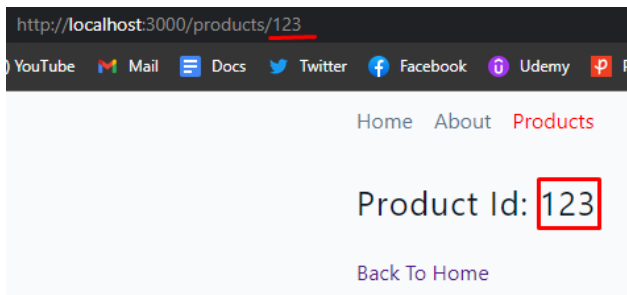 http://localhost:3000/products/123
) YouTube Mail Docs Twitter Facebook Udemy
Home About Products
Product Id: 123
Back To Home